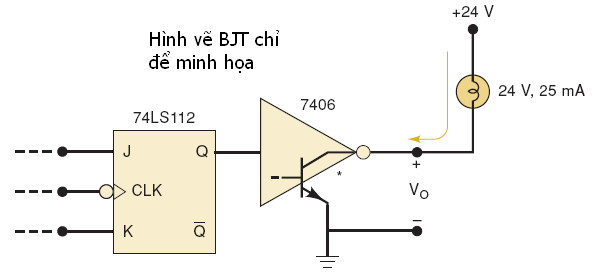 +24 V
Hình vẽ BJT chỉ
để minh họa
24 V, 25 mA
7406
74LS112
J
Q
*
+
CLK
VO
K
Q̅
–